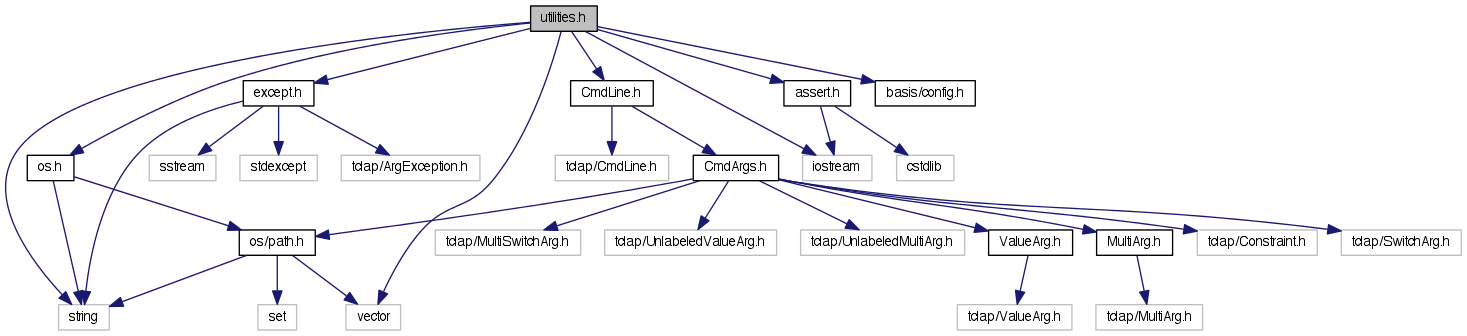 utilities.h
except.h
CmdLine.h
assert.h
basis/config.h
os.h
sstream
stdexcept
tclap/ArgException.h
tclap/CmdLine.h
CmdArgs.h
iostream
cstdlib
os/path.h
tclap/MultiSwitchArg.h
tclap/UnlabeledValueArg.h
tclap/UnlabeledMultiArg.h
ValueArg.h
MultiArg.h
tclap/Constraint.h
tclap/SwitchArg.h
string
set
vector
tclap/ValueArg.h
tclap/MultiArg.h